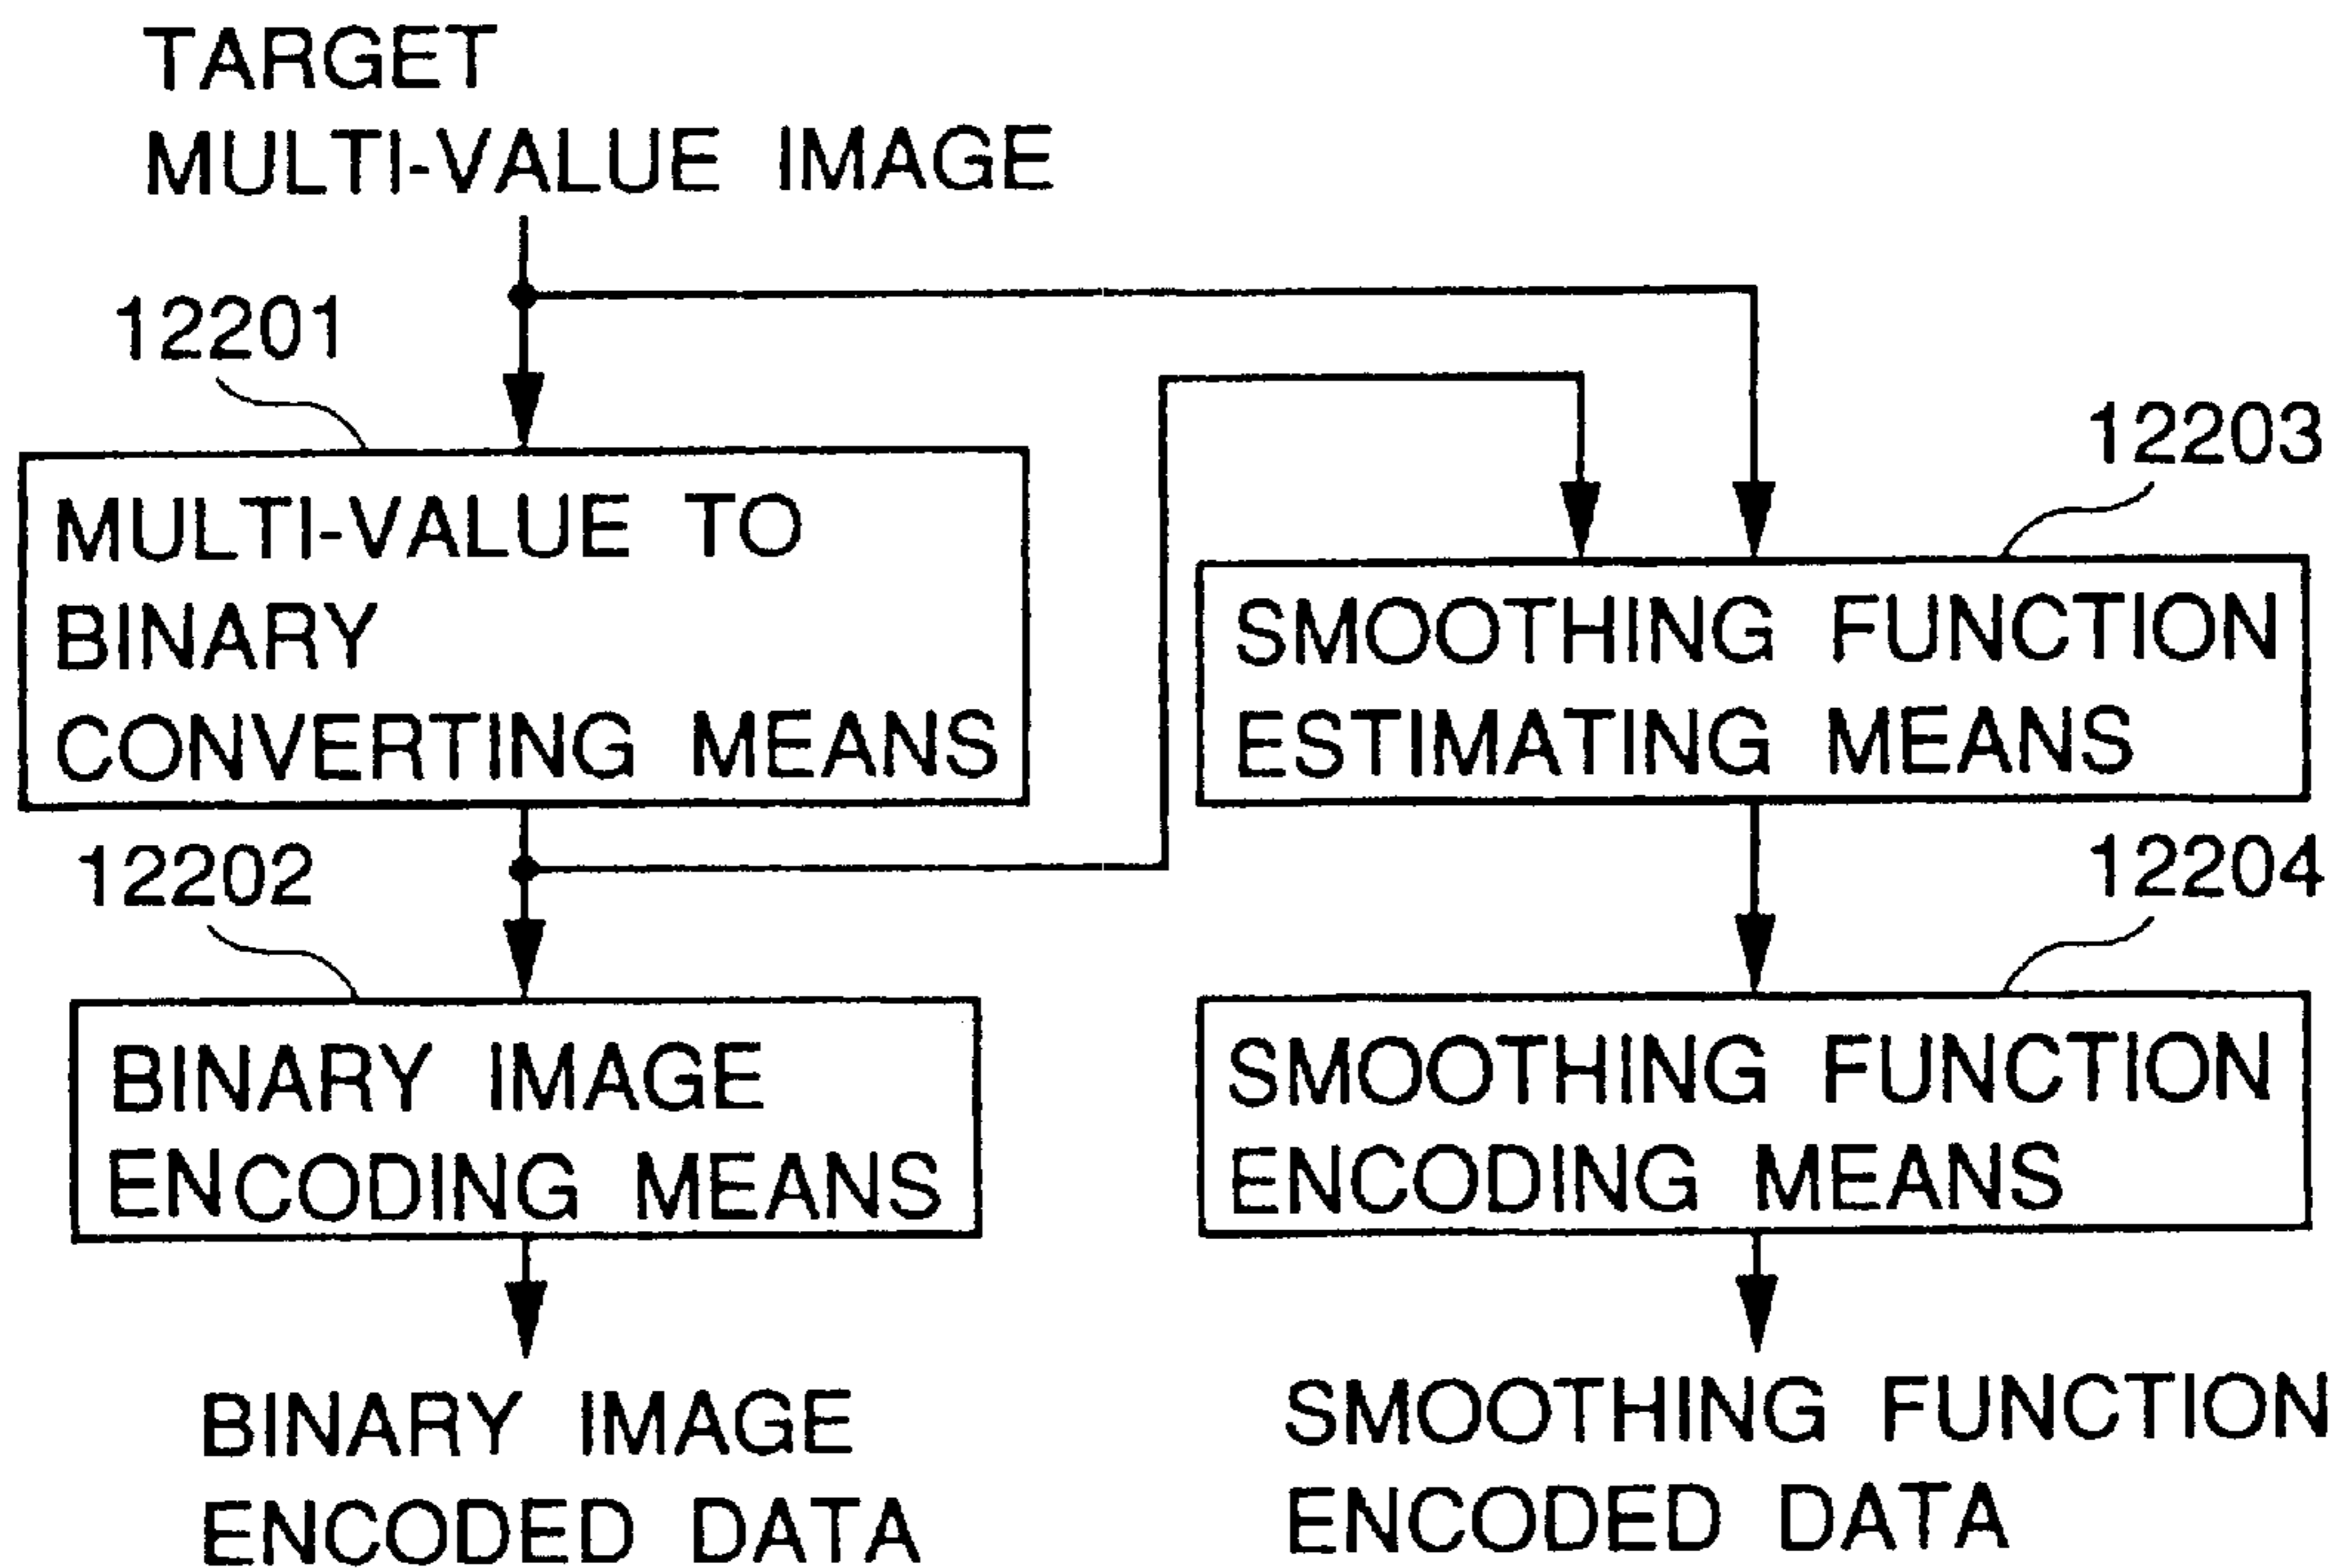 TARGET
MULTI-VALUE IMAGE
12201
MULTI-VALUE TO
BINARY
CONVERTING MEANS
12202
BINARY IMAGE
ENCODING MEANS
BINARY IMAGE
ENCODED DATA
12203
SMOOTHING FUNCTION
ESTIMATING MEANS
12204
SMOOTHING FUNCTION
ENCODING MEANS
SMOOTHING FUNCTION
ENCODED DATA